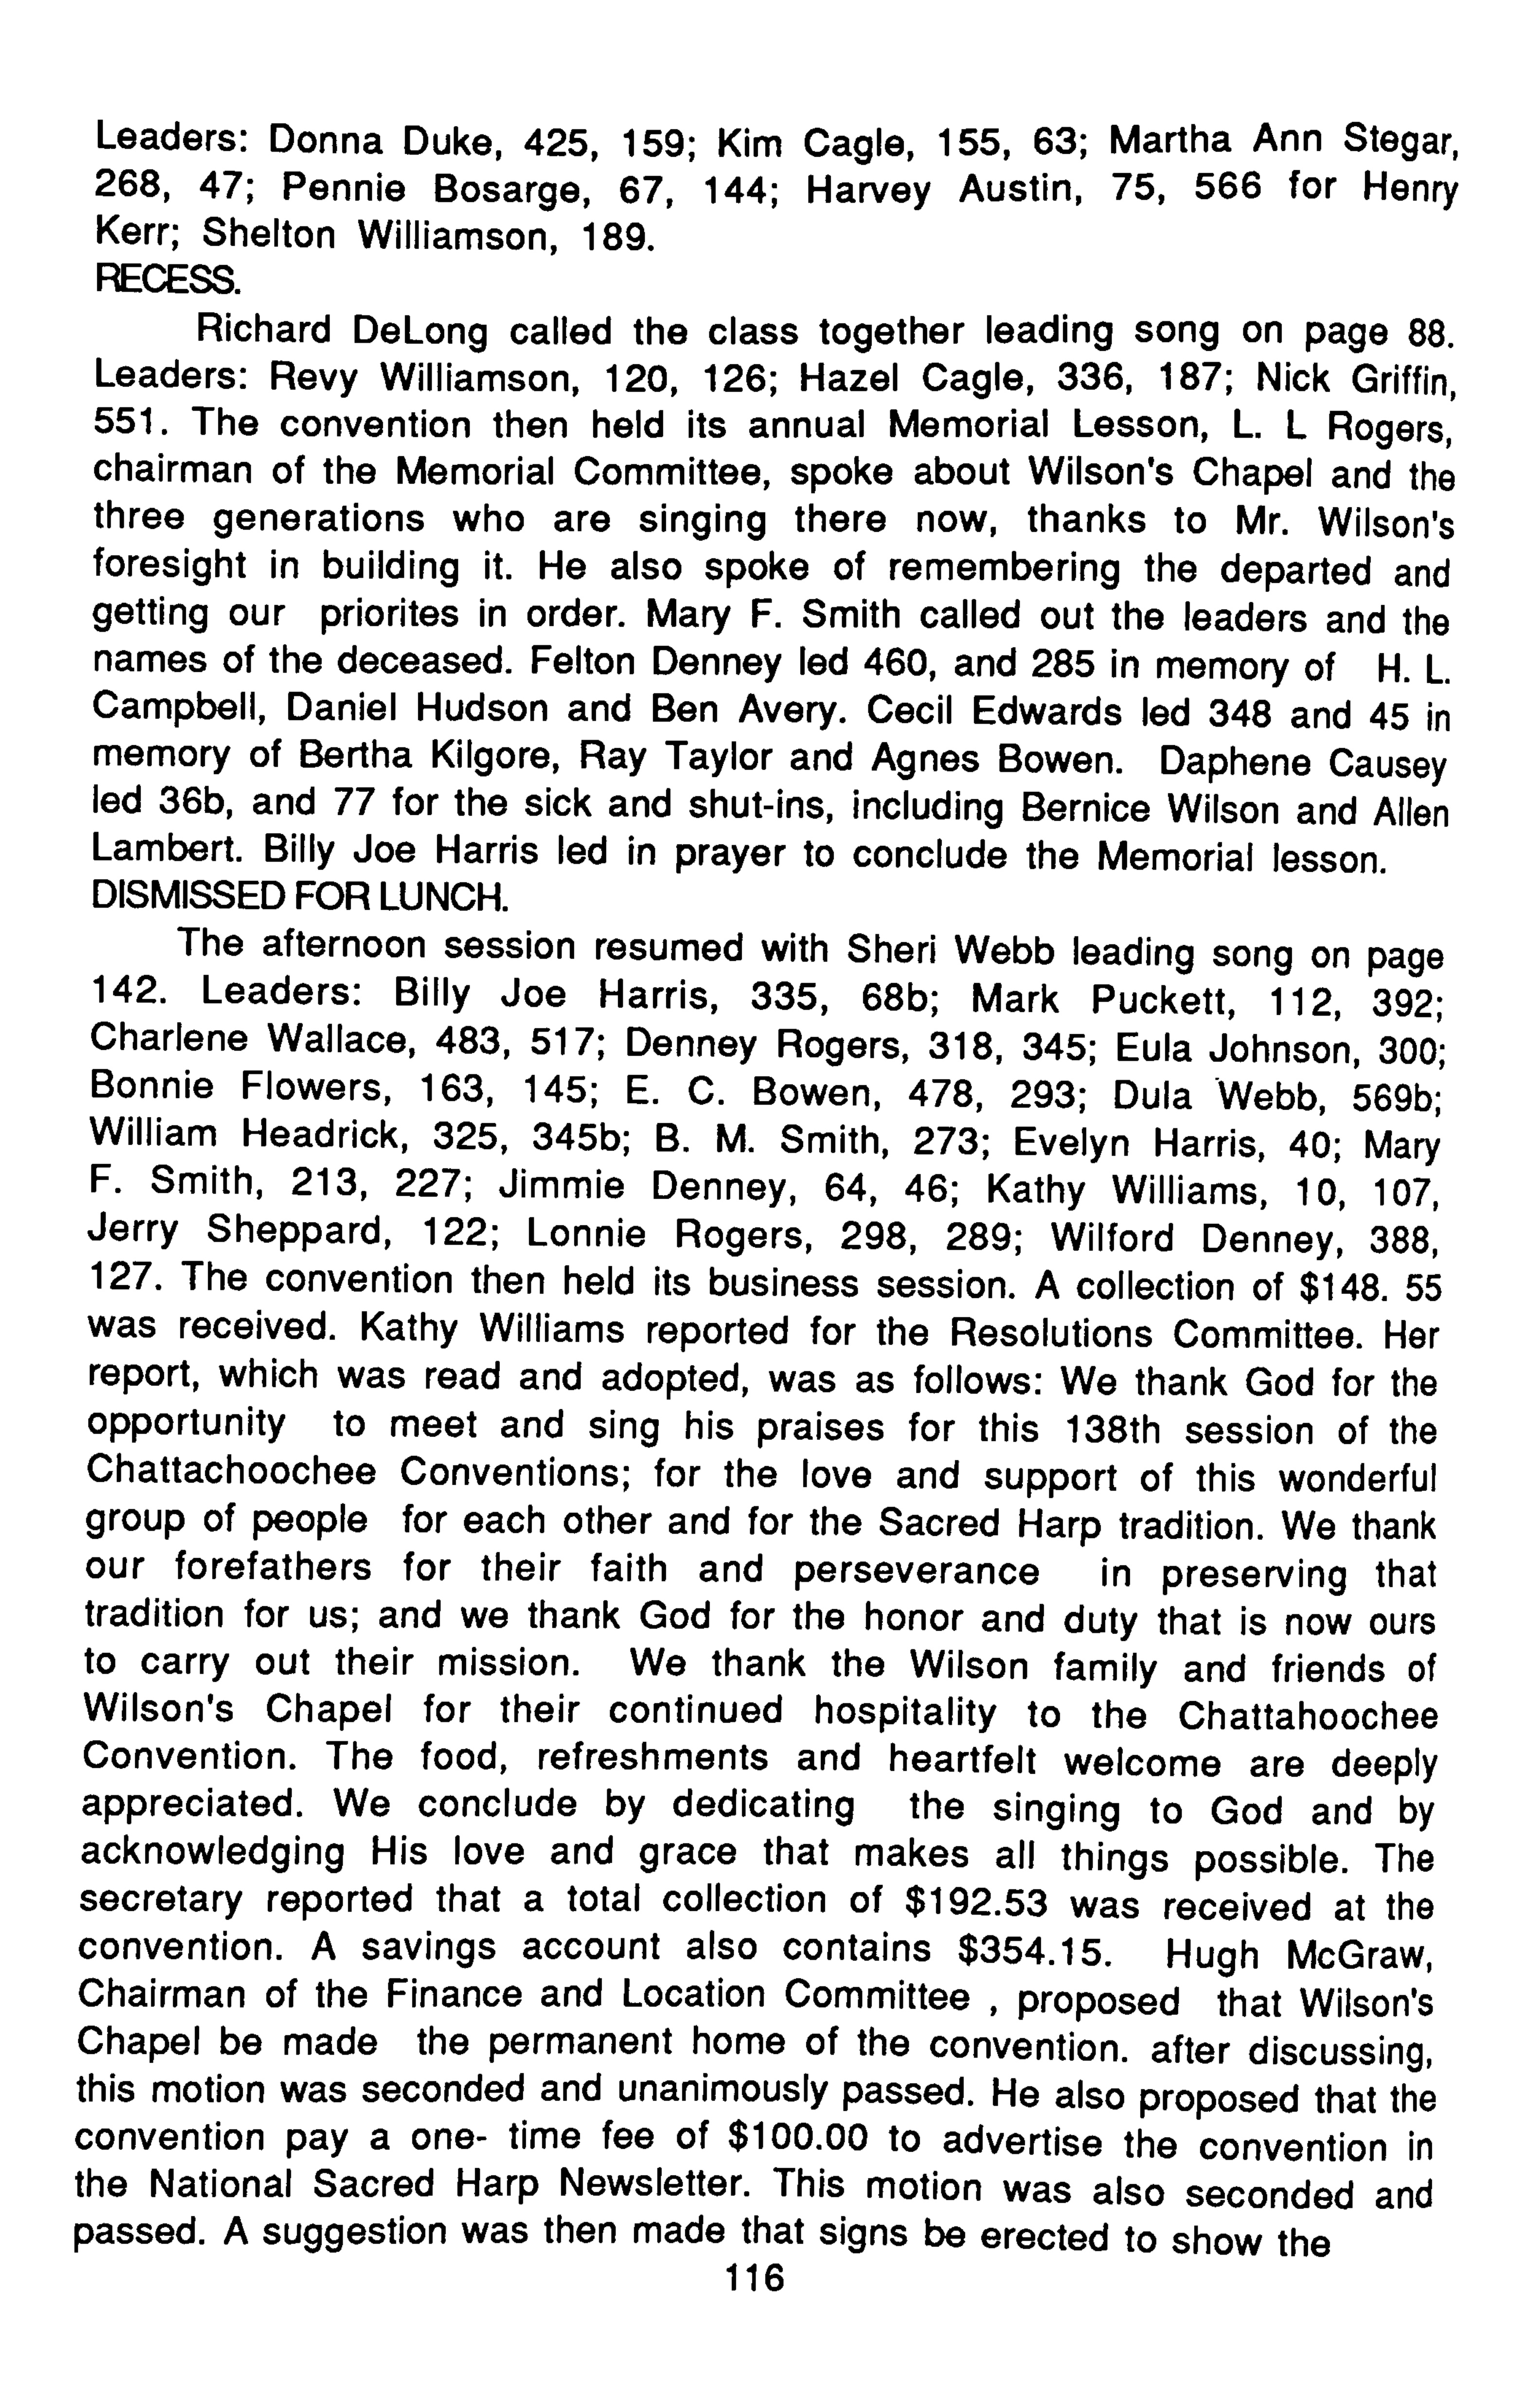 Leaders: Donna Duke, 425, 159; Kim Cagle, 155, 63; Martha Ann Stegar,
268, 47; Pennie Bosarge, 67, 144; Harvey Austin, 75, 566 for Henry
Kerr; Shelton Williamson, 189.
RECESS.
Richard DeLong called the class together leading song on page 88.
Leaders: Revy Williamson, 120, 126; Hazel Cagle, 336, 187; Nick Griffin,
551. The convention then held its annual Memorial Lesson, L. L Rogers,
chairman of the Memorial Committee, spoke about Wilson's Chapel and the
three generations who are singing there now, thanks to Mr. Wilson's
foresight in building it. He also spoke of remembering the departed and
getting our priorites in order. Mary F. Smith called out the leaders and the
names of the deceased. Felton Denney led 460, and 285 in memory of H. L.
Campbell, Daniel Hudson and Ben Avery. Cecil Edwards led 348 and 45 in
memory of Bertha Kilgore, Ray Taylor and Agnes Bowen. Daphene Causey
led 36b, and 77 for the sick and shut-ins, including Bernice Wilson and Allen
Lambert. Billy Joe Harris led in prayer to conclude the Memorial lesson.
DISMISSED FOR LUNCH.
The afternoon session resumed with Sheri Webb leading song on page
142. Leaders: Billy Joe Harris, 335, 68b; Mark Puckett, 112, 392;
Charlene Wallace, 483, 517; Denney Rogers, 318, 345; Eula Johnson, 300;
Bonnie Flowers, 163, 145; E. C. Bowen, 478, 293; Dula Webb, 569b;
William Headrick, 325, 345b; B. M. Smith, 273; Evelyn Harris, 40; Mary
F. Smith, 213, 227; Jimmie Denney, 64, 46; Kathy Williams, 10, 107,
Jerry Sheppard, 122; Lonnie Rogers, 298, 289; Wilford Denney, 388,
127. The convention then held its business session. A collection of $148. 55
was received. Kathy Williams reported for the Resolutions Committee. Her
report, which was read and adopted, was as follows: We thank God for the
opportunity to meet and sing his praises for this 138th session of the
Chattachoochee Conventions; for the love and support of this wonderful
group of people for each other and for the Sacred Harp tradition. We thank
our forefathers for their faith and perseverance in preserving that
tradition for us; and we thank God for the honor and duty that is now ours
to carry out their mission. We thank the Wilson family and friends of
Wilson's Chapel for their continued hospitality to the Chattahoochee
Convention. The food, refreshments and heartfelt welcome are deeply
appreciated. We conclude by dedicating the singing to God and by
acknowledging His love and grace that makes all things possible. The
secretary reported that a total collection of $192.53 was received at the
convention. A savings account also contains $354.15. Hugh McGraw,
Chairman of the Finance and Location Committee , proposed that Wilson's
Chapel be made the permanent home of the convention. after discussing,
this motion was seconded and unanimously passed. He also proposed that the
convention pay a one- time fee of $100.00 to advertise the convention in
the National Sacred Harp Newsletter. This motion was also seconded and
passed. A suggestion was then made that signs be erected to show the
116